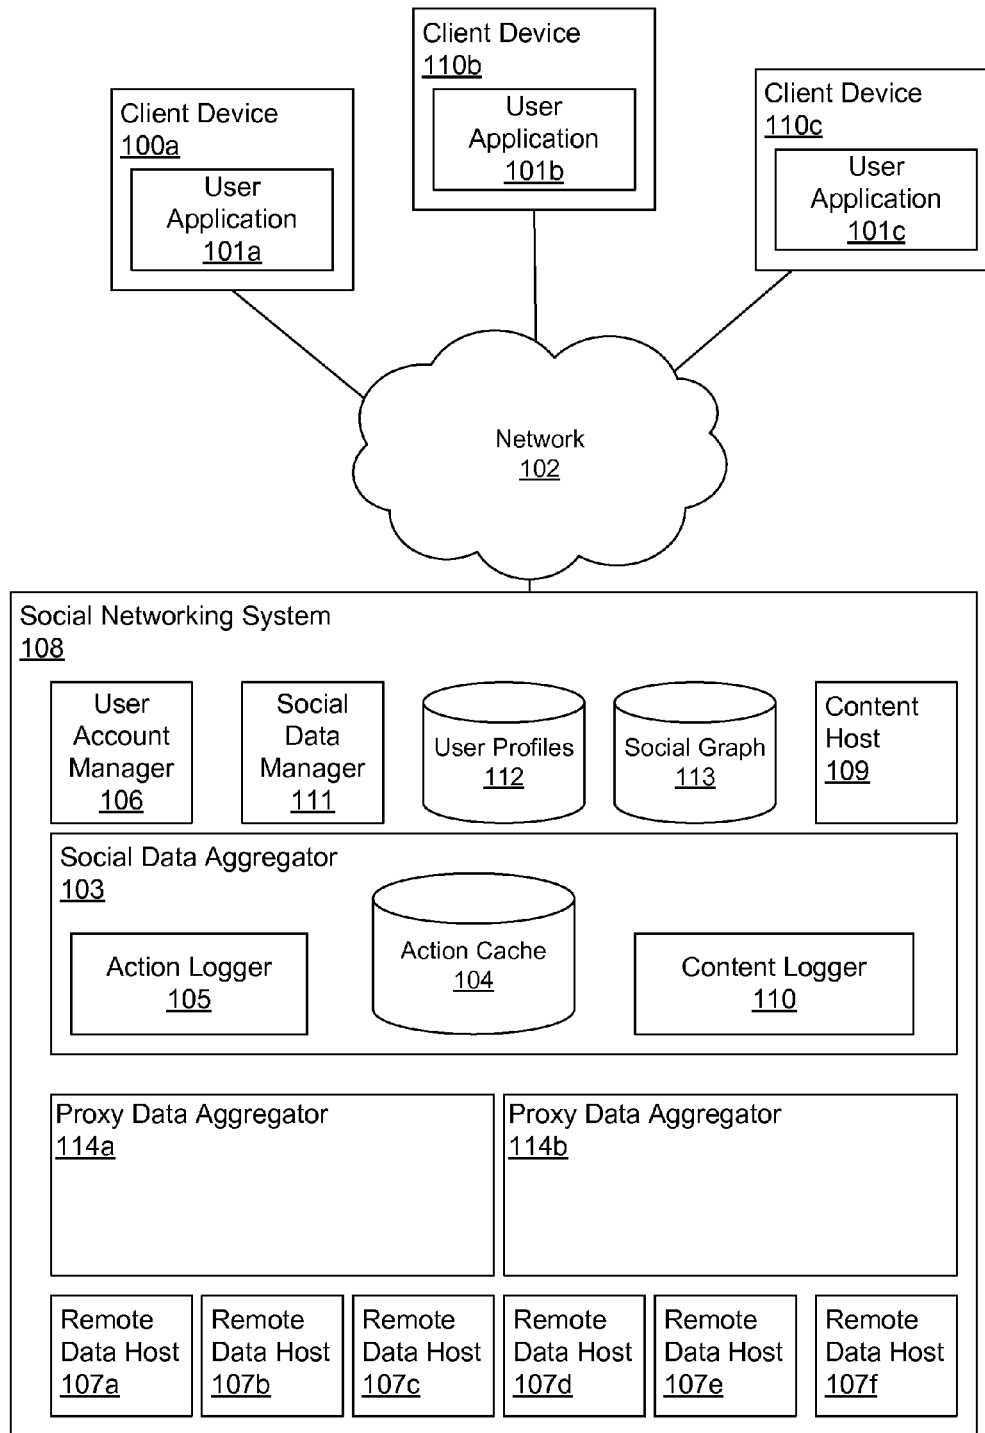 Client Device
110b
User
Application
101b
Client Device
100a
User
Application
101a
Client Device
110c
User
Application
101c
Network
102
Social Networking System
108
User
Account
Manager
106
Social
Data
Manager
111
User Profiles
112
Social Graph
113
Content
Host
109
Social Data Aggregator
103
Action Logger
105
Action Cache
104
Content Logger
110
Proxy Data Aggregator
114a
Proxy Data Aggregator
114b
Remote
Data Host
107a
Remote
Data Host
107b
Remote
Data Host
107c
Remote
Data Host
107d
Remote
Data Host
107e
Remote
Data Host
107f